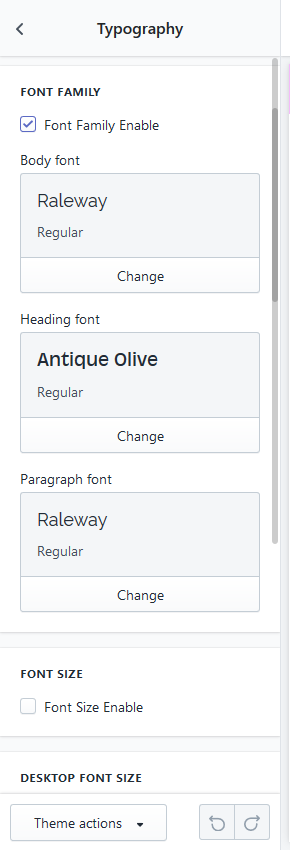 Typography
FONT FAMILY
Font Family Enable
Body font
Raleway
Regular
Change
Heading font
Antique Olive
Regular
Change
Paragraph font
Raleway
Regular
Change
FONT SIZE
Font Size Enable
DESKTOP FONT SIZE
Theme actions